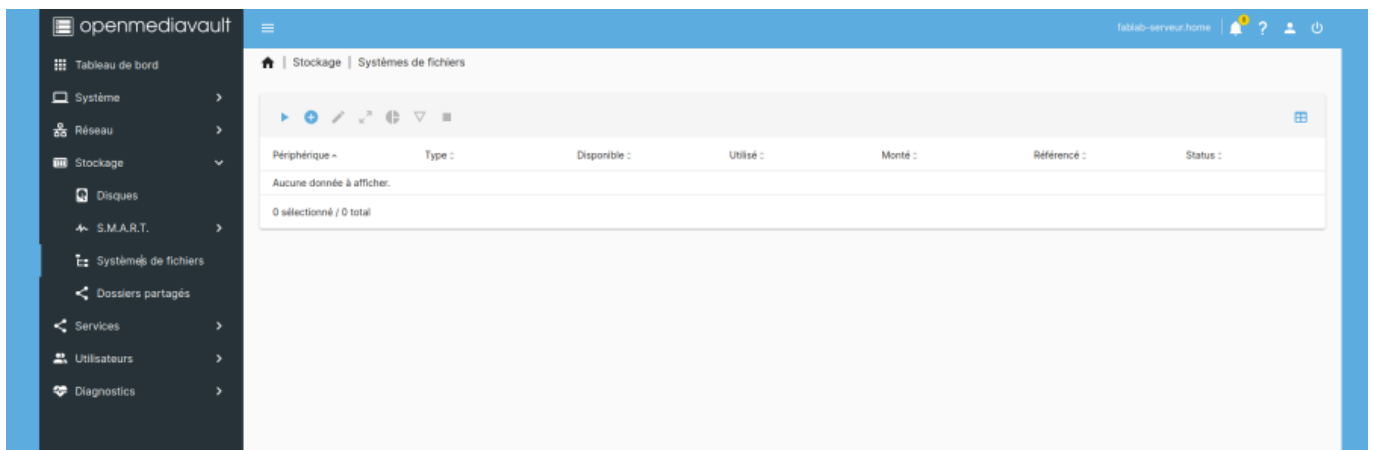 openmediavault
fablab-serveur.home
Tableau de bord
Système
Réseau
Stockage
Disques
S.M.A.R.T.
Systèmes de fichiers
Dossiers partagés
Services
Utilisateurs
Diagnostics
Stockage | Systèmes de fichiers
Périphérique Type Disponible Utilisé Monté Référencé Status
Aucune donnée à afficher.
0 sélectionné / 0 total